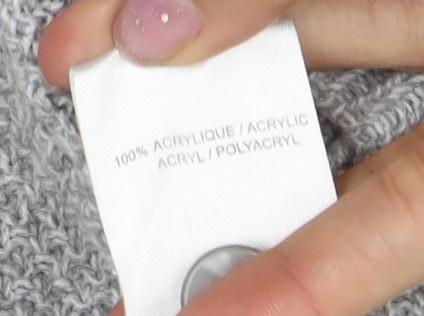 100% ACRYLIQUE / ACRYLIC
ACRYL / POLYACRYL